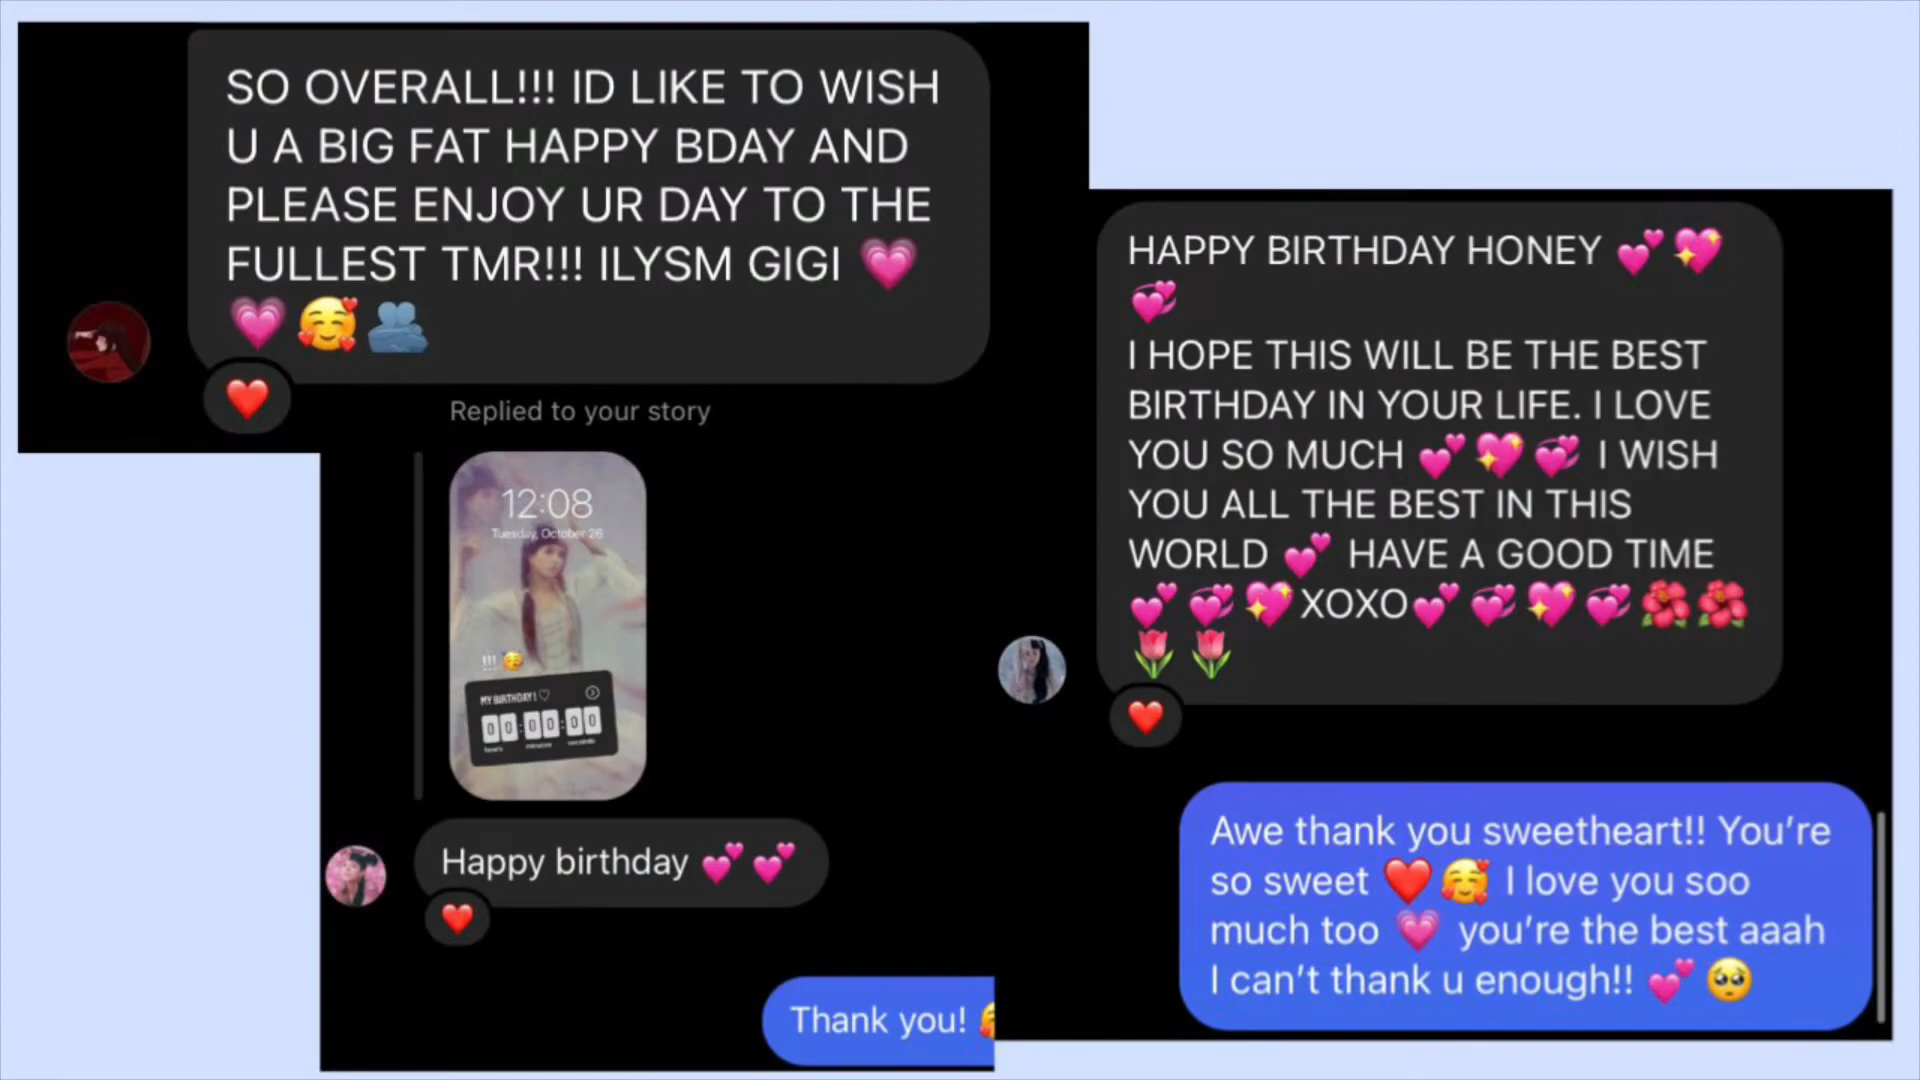 SO OVERALL!!! ID LIKE TO WISH
U A BIG FAT HAPPY BDAY AND
PLEASE ENJOY UR DAY TO THE
FULLEST TMR!!! ILYSM GIGI 💗
💗 🥰 🫂
❤️
Replied to your story
12:08
Tuesday, October 26
!!! 🥳
MY BIRTHDAY! ♡
00:00:00
hours minutes seconds
Happy birthday 💕 💕
❤️
Thank you!
HAPPY BIRTHDAY HONEY 💕 💖
💞
I HOPE THIS WILL BE THE BEST
BIRTHDAY IN YOUR LIFE. I LOVE
YOU SO MUCH 💕 💖 💞 I WISH
YOU ALL THE BEST IN THIS
WORLD 💕 HAVE A GOOD TIME
💕 💞 💖 XOXO 💕 💞 💖 💞 🌺 🌺
🌷 🌷
❤️
Awe thank you sweetheart!! You're
so sweet ❤️ 🥰 I love you soo
much too 💗 you're the best aaah
I can't thank u enough!! 💕 🥺